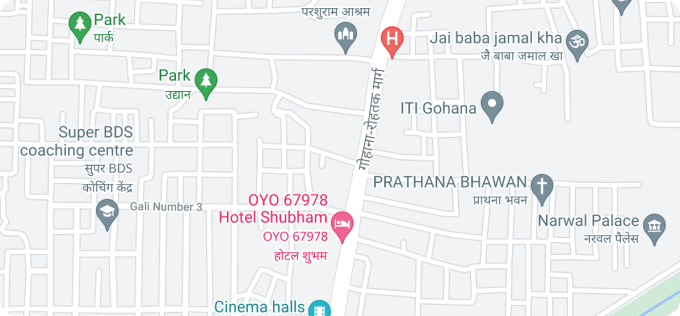 Park
पार्क
परशुराम आश्रम
H
Jai baba jamal kha
जै बाबा जमाल खा
Park
उद्यान
गोहाना-रोहतक मार्ग
ITI Gohana
Super BDS
coaching centre
सुपर BDS
कोचिंग केंद्र
PRATHANA BHAWAN
प्राथना भवन
OYO 67978
Hotel Shubham
OYO 67978
होटल शुभम
Gali Number 3
Narwal Palace
नरवल पैलेस
Cinema halls